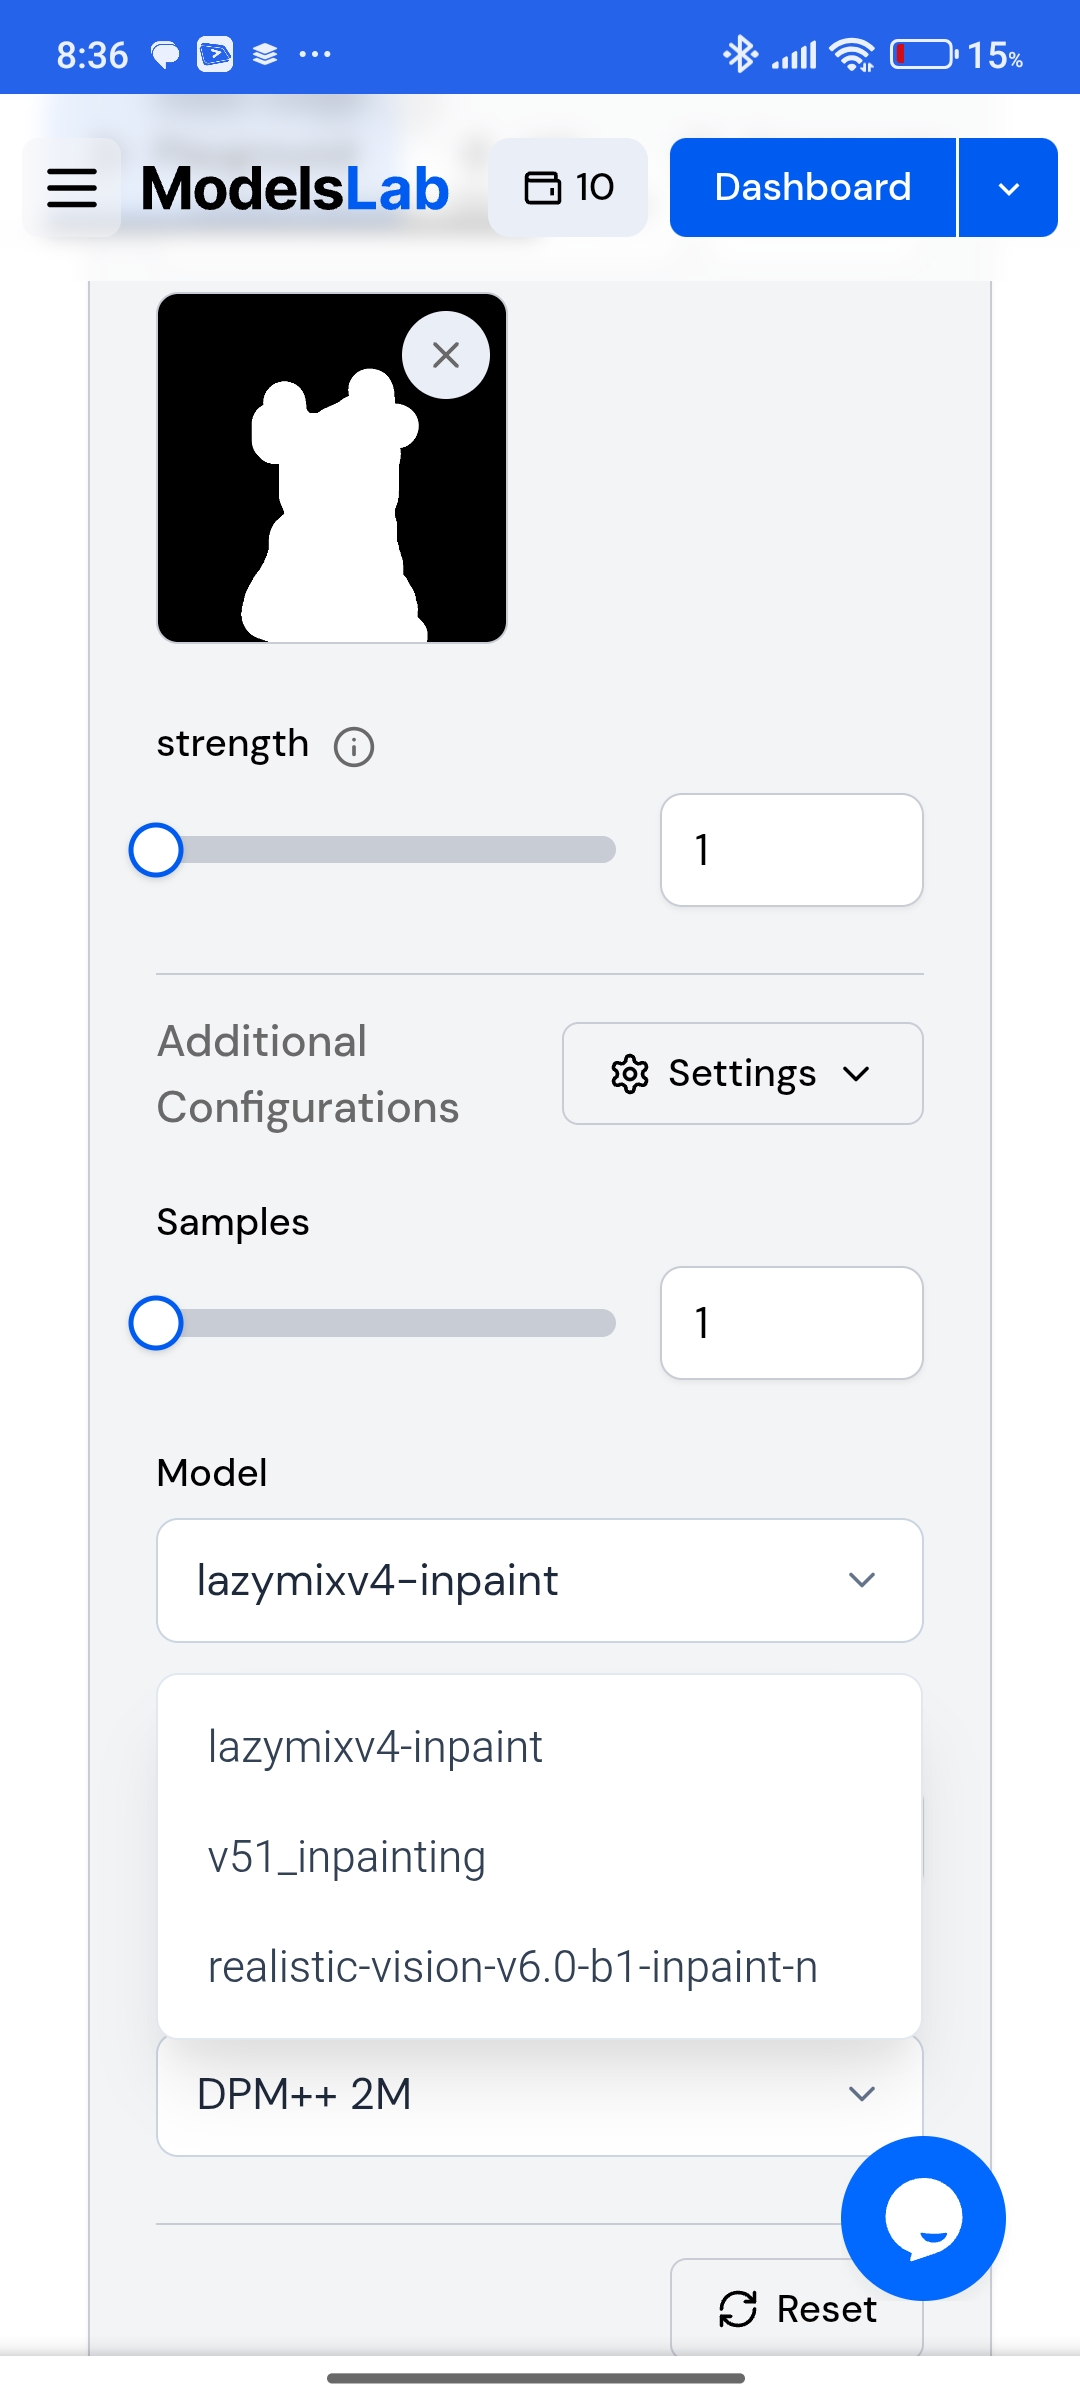 8:36
15%
ModelsLab
10
Dashboard
strength
1
Additional
Configurations
Settings
Samples
1
Model
lazymixv4-inpaint
lazymixv4-inpaint
v51_inpainting
realistic-vision-v6.0-b1-inpaint-n
DPM++ 2M
Reset